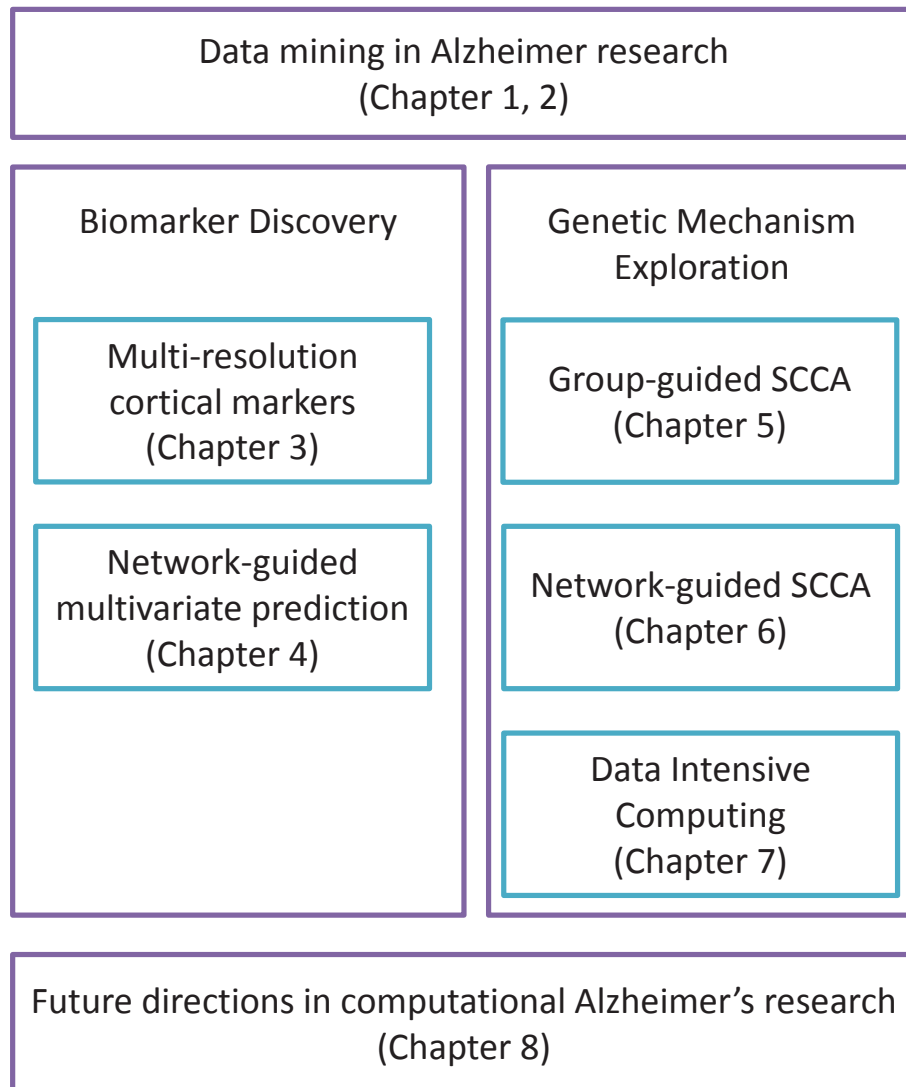 Data mining in Alzheimer research
(Chapter 1, 2)
Biomarker Discovery
Multi-resolution
cortical markers
(Chapter 3)
Network-guided
multivariate prediction
(Chapter 4)
Genetic Mechanism
Exploration
Group-guided SCCA
(Chapter 5)
Network-guided SCCA
(Chapter 6)
Data Intensive
Computing
(Chapter 7)
Future directions in computational Alzheimer’s research
(Chapter 8)